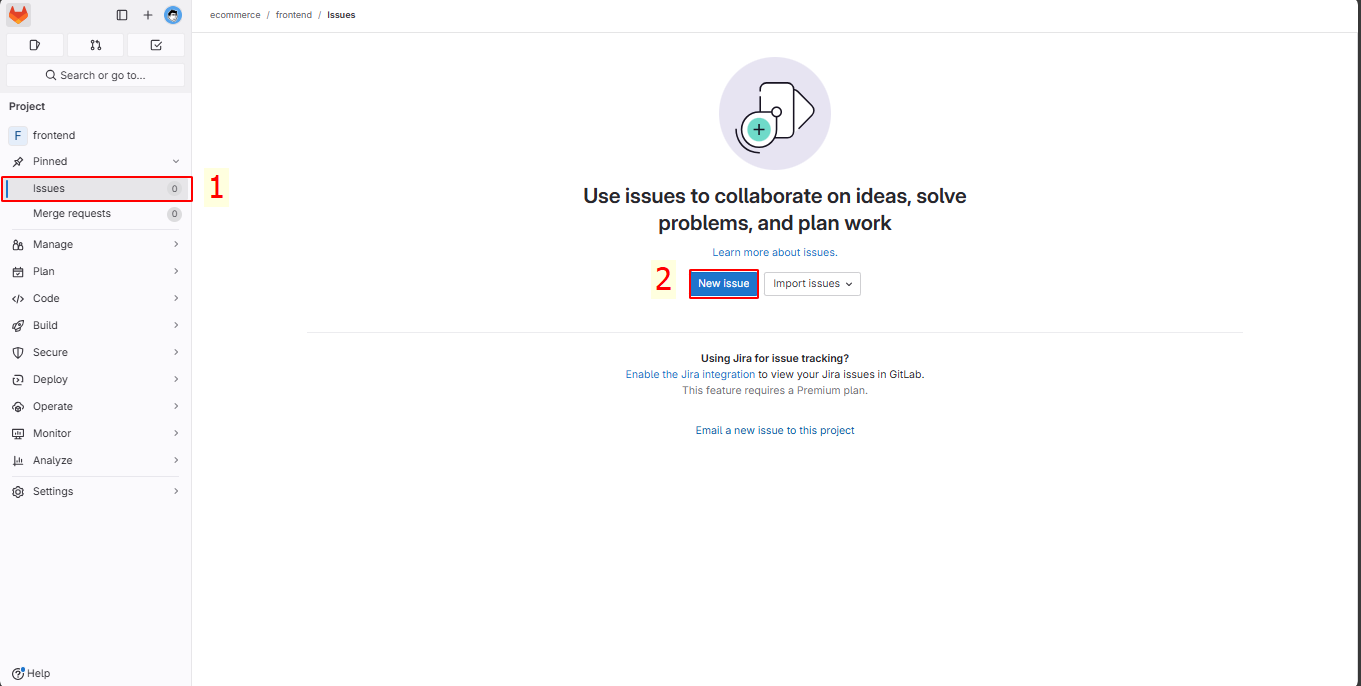 ecommerce / frontend / Issues
Search or go to...
Project
F frontend
Pinned
Issues 0
1
Merge requests 0
Manage
Plan
Code
Build
Secure
Deploy
Operate
Monitor
Analyze
Settings
Help
Use issues to collaborate on ideas, solve
problems, and plan work
Learn more about issues.
2
New issue
Import issues
Using Jira for issue tracking?
Enable the Jira integration to view your Jira issues in GitLab.
This feature requires a Premium plan.
Email a new issue to this project